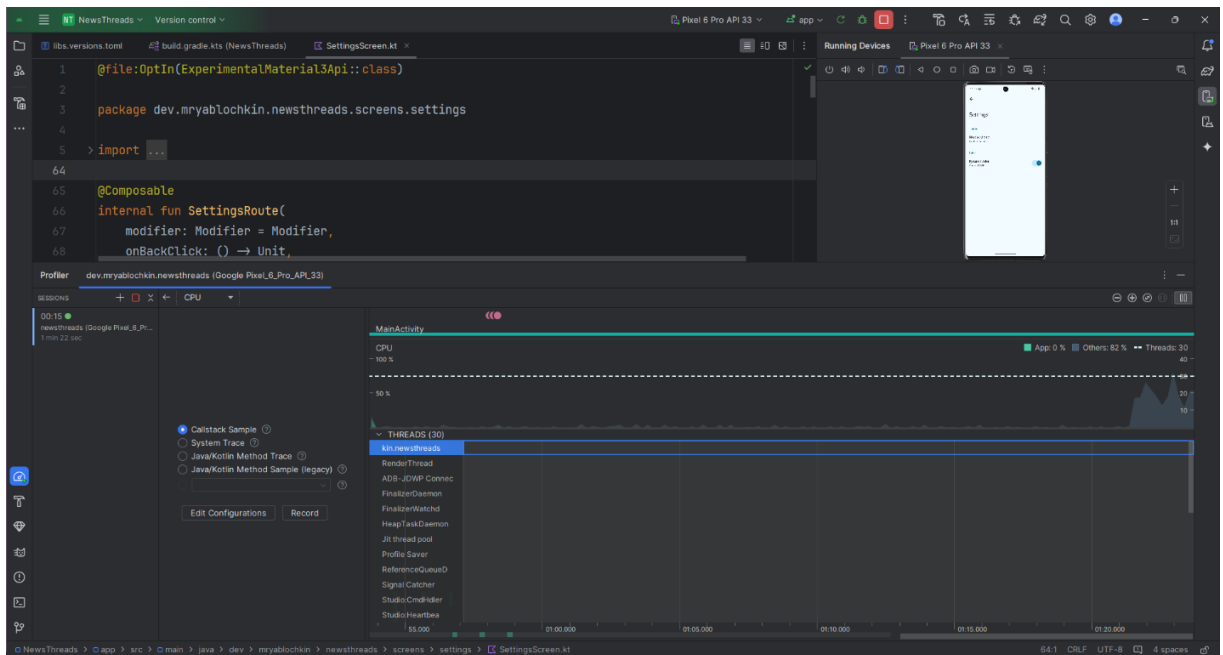 NT NewsThreads Version control Pixel 6 Pro API 33 app
libs.versions.toml build.gradle.kts (NewsThreads) SettingsScreen.kt Running Devices Pixel 6 Pro API 33
1 @file:OptIn(ExperimentalMaterial3Api::class)
2
3 package dev.mryablochkin.newsthreads.screens.settings
4
5 import ...
64
65 @Composable
66 internal fun SettingsRoute(
67 modifier: Modifier = Modifier,
68 onBackClick: () → Unit,
Settings
1:1
Profiler dev.mryablochkin.newsthreads (Google Pixel_6_Pro_API_33)
SESSIONS CPU
00:15
newsthreads (Google Pixel_6_Pr...
1 min 22 sec
MainActivity
CPU
App: 0 % Others: 82 % Threads: 30
100 %
40
30
50 %
20
10
Callstack Sample
System Trace
Java/Kotlin Method Trace
Java/Kotlin Method Sample (legacy)
Edit Configurations Record
THREADS (30)
kin.newsthreads
RenderThread
ADB-JDWP Connec
FinalizerDaemon
FinalizerWatchd
HeapTaskDaemon
Jit thread pool
Profile Saver
ReferenceQueueD
Signal Catcher
Studio:CmdHdler
Studio:Heartbea
55.000 01:00.000 01:05.000 01:10.000 01:15.000 01:20.000
NewsThreads > app > src > main > java > dev > mryablochkin > newsthreads > screens > settings > SettingsScreen.kt 64:1 CRLF UTF-8 4 spaces